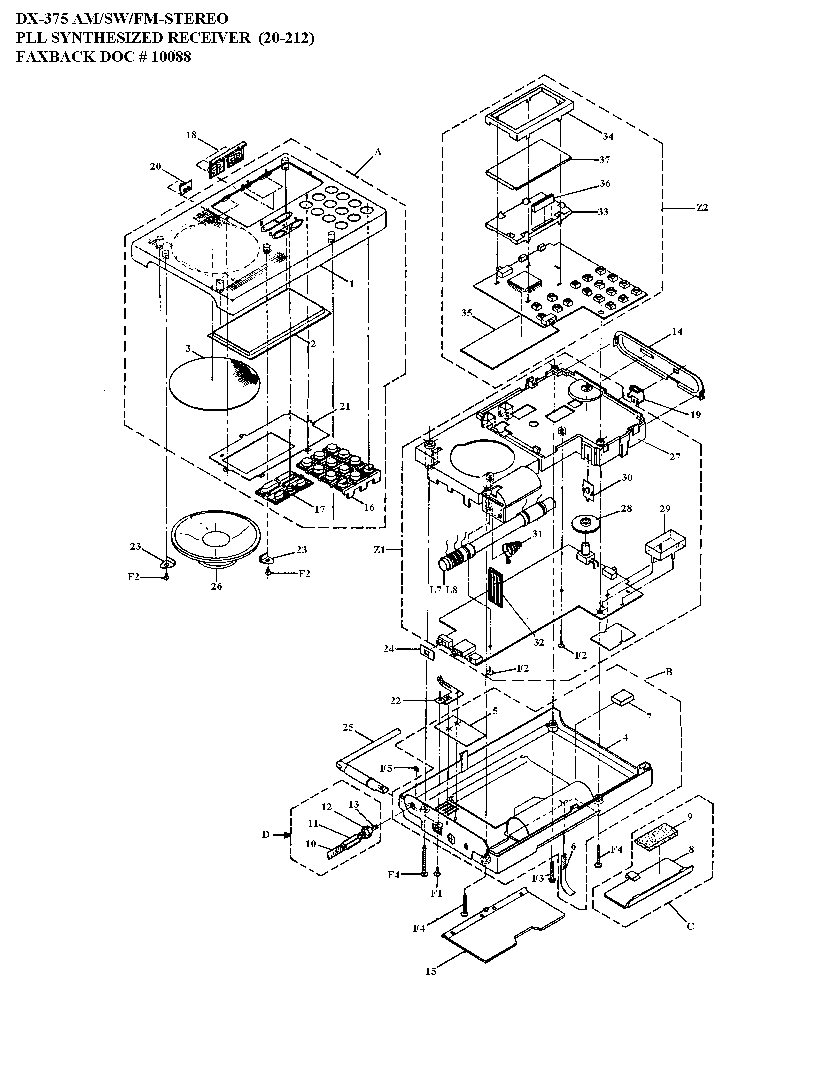 DX-375 AM/SW/FM-STEREO
PLL SYNTHESIZED RECEIVER (20-212)
FAXBACK DOC # 10088
18
20
A
34
37
36
33
Z2
1
35
2
3
14
19
21
27
30
17
16
28
29
23
23
F2
F2
26
Z1
31
L7 L8
32
F2
24
F2
B
22
5
7
25
4
F5
13
12
11
D
10
9
8
F4
F1
F3
6
F4
F4
C
15